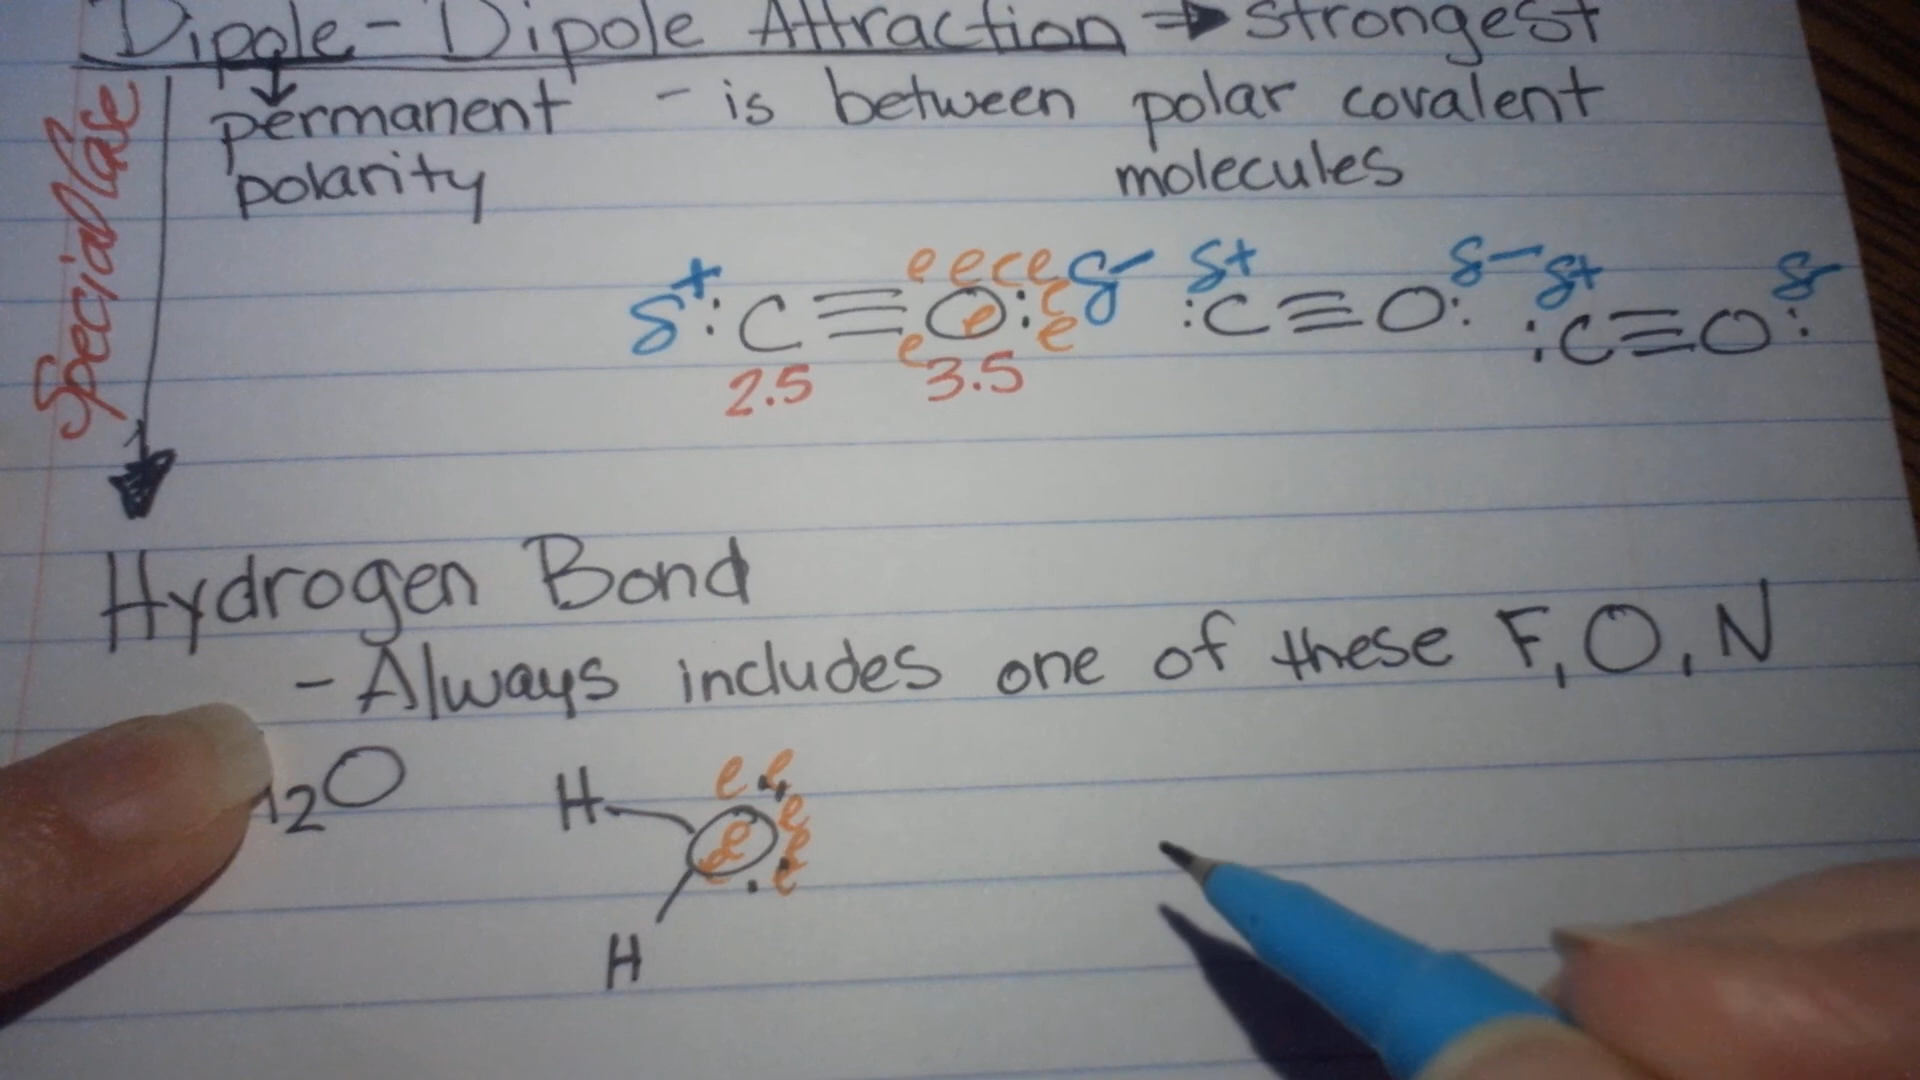 Dipole-Dipole Attraction → strongest
permanent - is between polar covalent
polarity molecules
Special Case
δ+ :C≡O: δ- δ+ :C≡O: δ- δ+ :C≡O: δ-
e e e e e e e e
2.5 3.5
Hydrogen Bond
- Always includes one of these F, O, N
H2O
H
O
e e e e e e
H